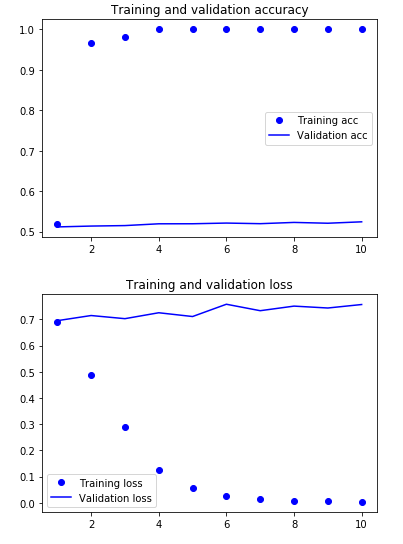 Training and validation accuracy
1.0
0.9
0.8
0.7
0.6
0.5
Training acc
Validation acc
2 4 6 8 10
Training and validation loss
0.7
0.6
0.5
0.4
0.3
0.2
0.1
0.0
Training loss
Validation loss
2 4 6 8 10